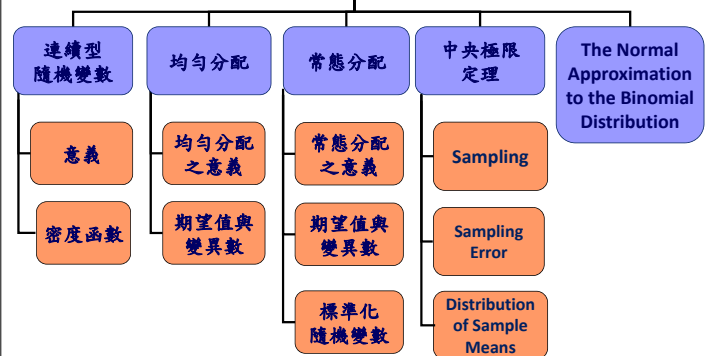 連續型
隨機變數
意義
密度函數
均勻分配
均勻分配
之意義
期望值與
變異數
常態分配
常態分配
之意義
期望值與
變異數
標準化
隨機變數
中央極限
定理
Sampling
Sampling
Error
Distribution
of Sample
Means
The Normal
Approximation
to the Binomial
Distribution